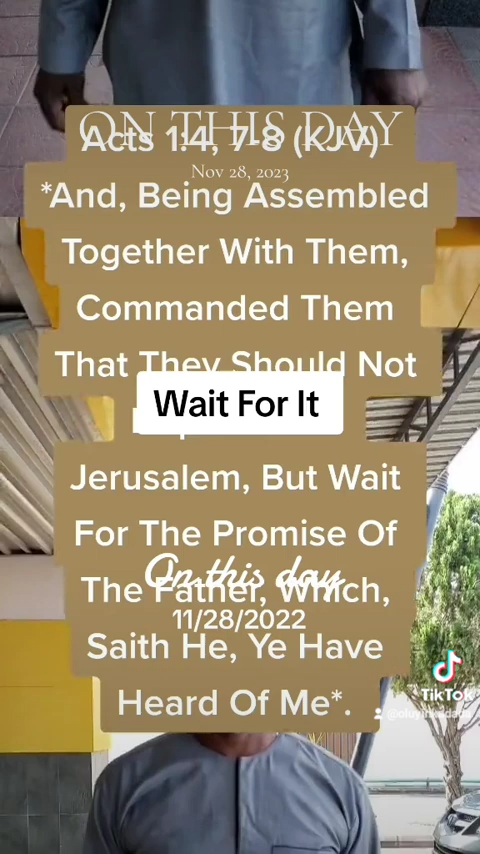 ON THIS DAY
Acts 1:4, 7-8 (KJV)
Nov 28, 2023
*And, Being Assembled
Together With Them,
Commanded Them
That They Should Not
Wait For It
Jerusalem, But Wait
For The Promise Of
On this day
The Father, Which,
11/28/2022
Saith He, Ye Have
Heard Of Me*.
TikTok